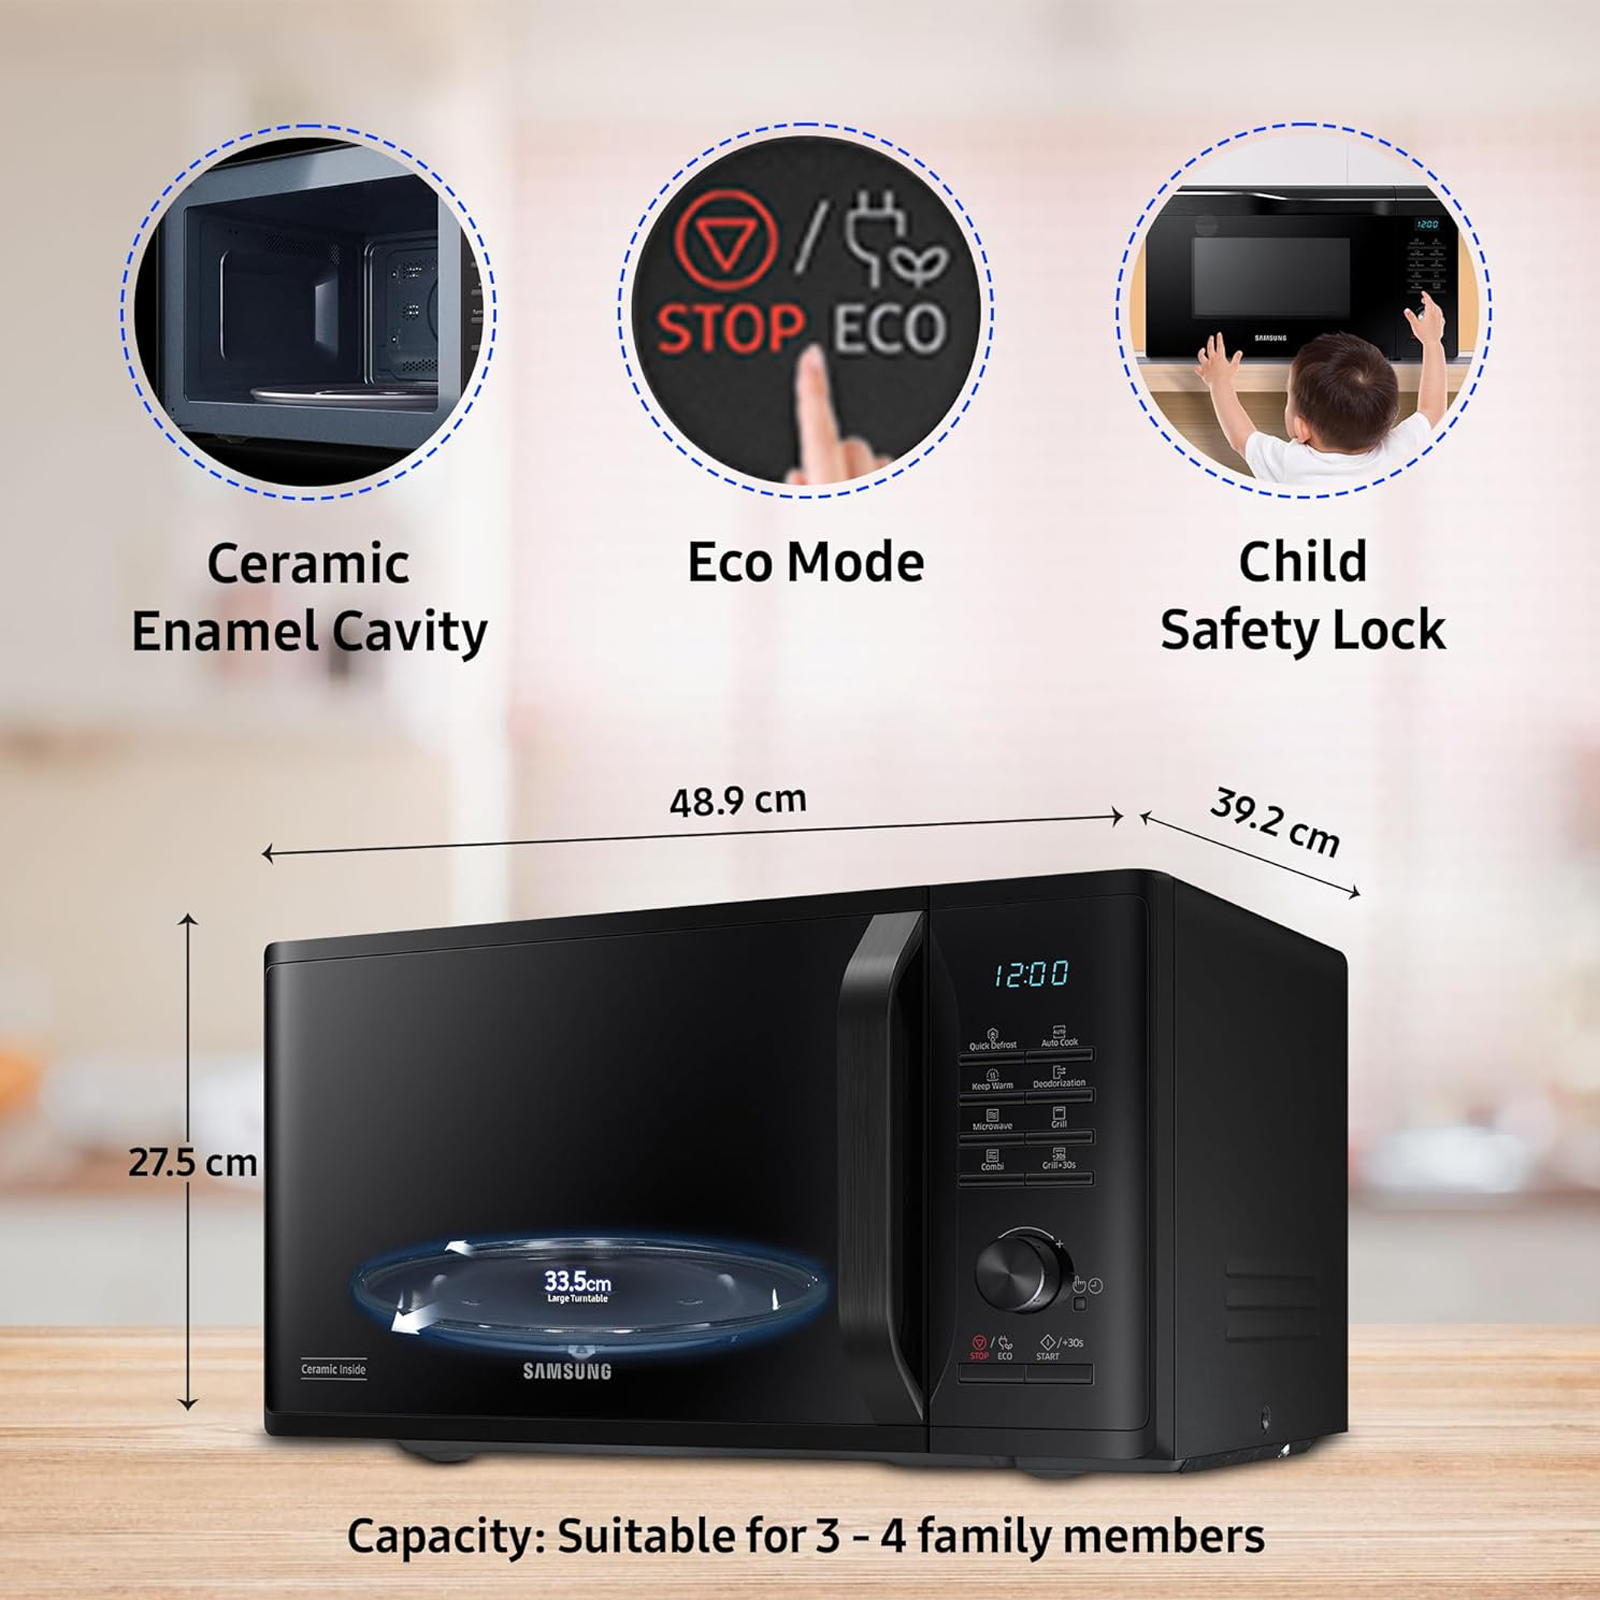 STOP / ECO
12:00
SAMSUNG
Ceramic
Enamel Cavity
Eco Mode
Child
Safety Lock
48.9 cm
39.2 cm
27.5 cm
12:00
Quick Defrost
Auto Cook
Keep Warm
Deodorization
Microwave
Grill
Combi
Grill+30s
+
33.5cm
Large Turntable
STOP / ECO
START /+30s
Ceramic Inside
SAMSUNG
Capacity: Suitable for 3 - 4 family members